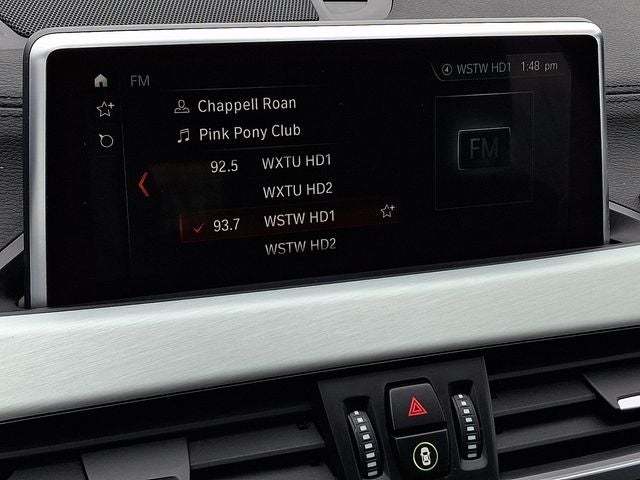 FM
WSTW HD1 1:48 pm
Chappell Roan
Pink Pony Club
92.5 WXTU HD1
WXTU HD2
93.7 WSTW HD1
WSTW HD2
FM